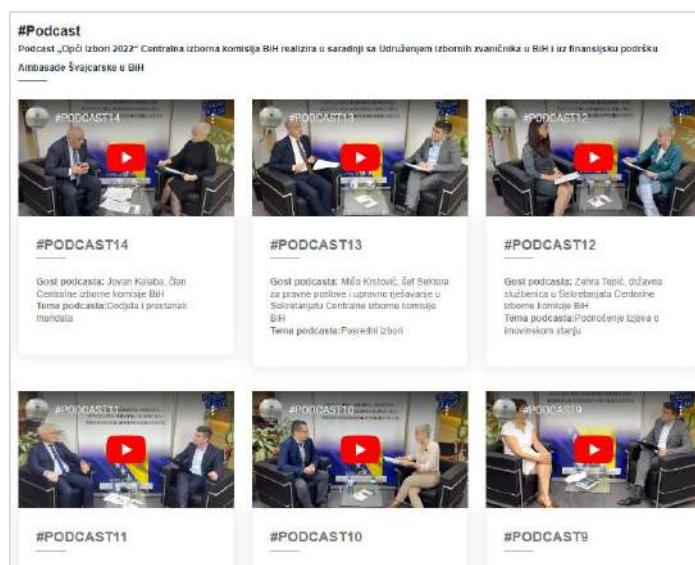 #Podcast
Podcast „Opći Izbori 2022“ Centralna izborna komisija BiH realizira u saradnji sa Udruženjem izbornih zvaničnika u BiH i uz finansijsku podršku
Ambasade Švajcarske u BiH
#PODCAST14
#PODCAST13
#PODCAST12
#PODCAST14
#PODCAST13
#PODCAST12
Gost podcasta: Jovan Kalaba, član
Centralne izborne komisije BiH
Tema podcasta:Dodjela i prestanak
mandata
Gost podcasta: Mišo Krstović, šef Sektora
za pravne poslove i upravno rješavanje u
Sekretarijatu Centralne izborne komisije
BiH
Tema podcasta:Posredni izbori
Gost podcasta: Zehra Tepić, državna
službenica u Sekretarijatu Centralne
izborne komisije BiH
Tema podcasta:Podnošenje izjava o
imovinskom stanju
#PODCAST11
#PODCAST10
#PODCAST9
#PODCAST11
#PODCAST10
#PODCAST9